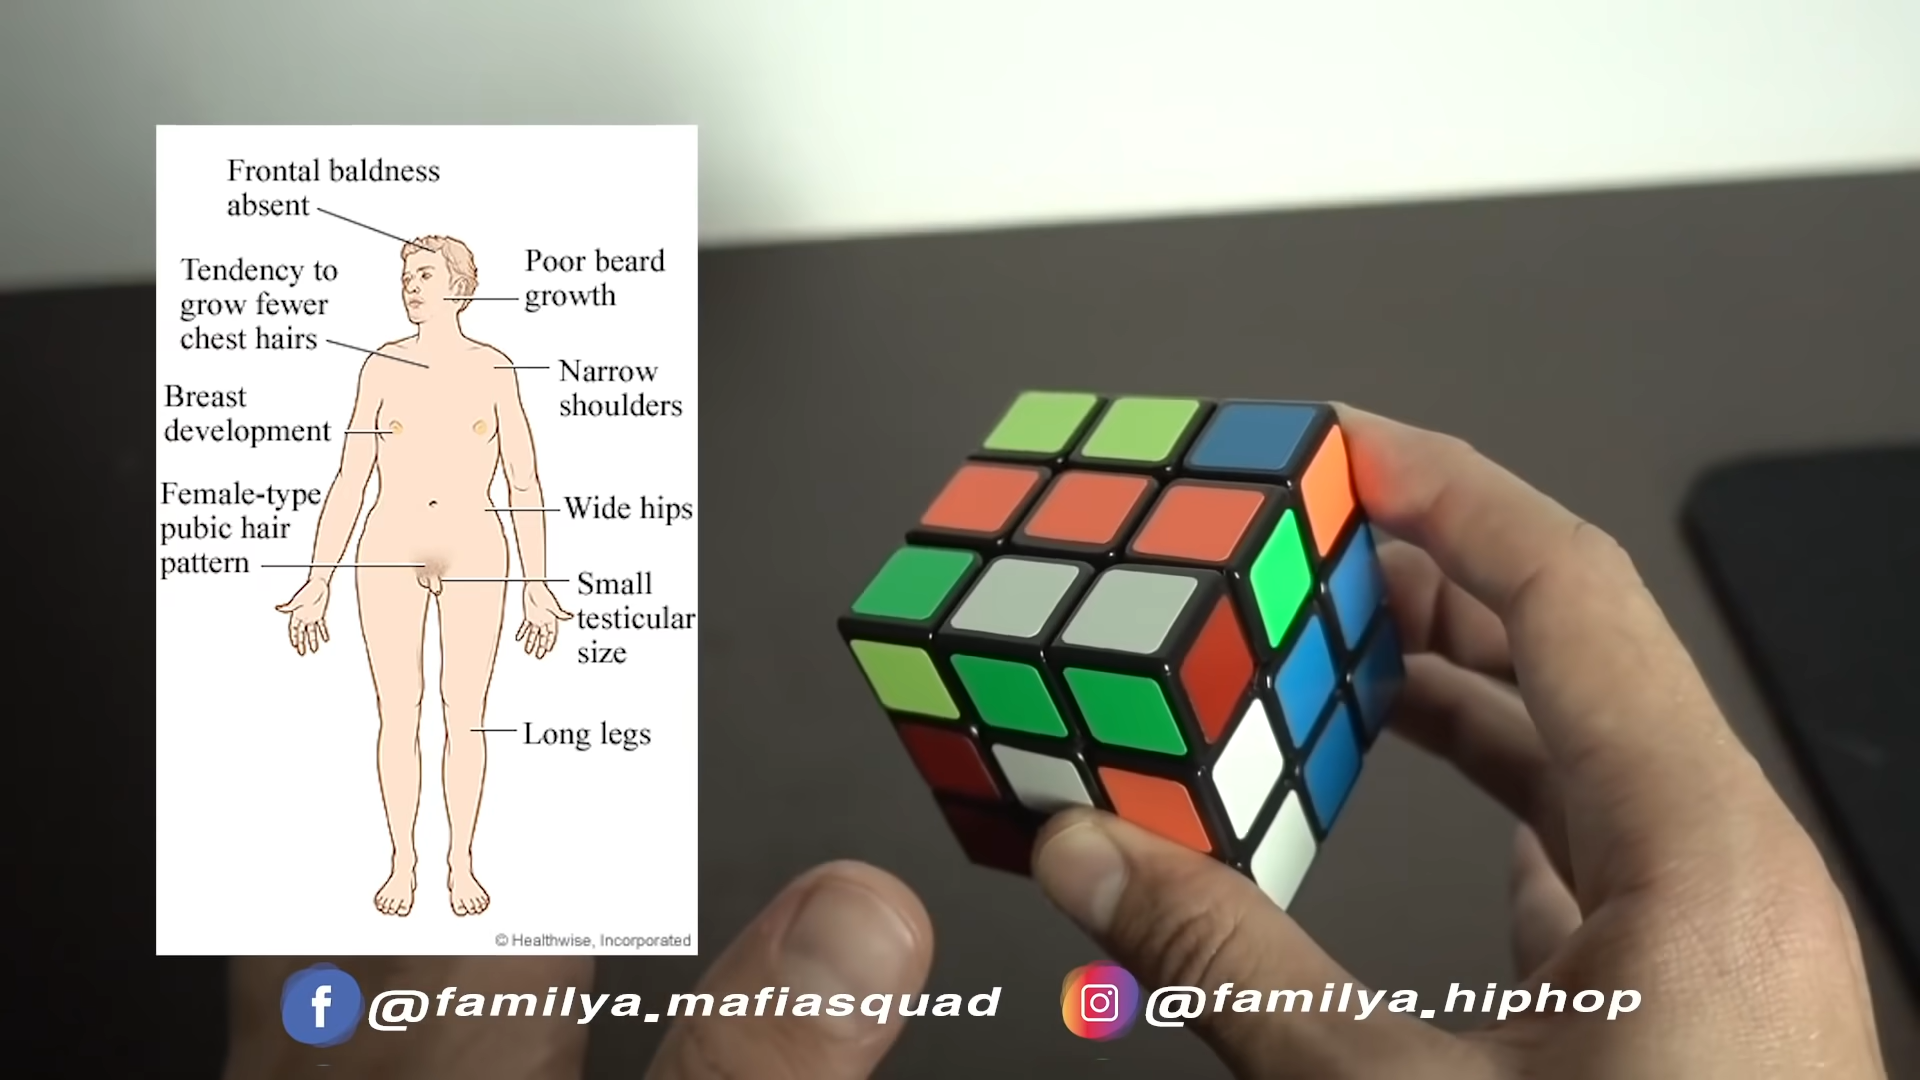 Frontal baldness
absent
Poor beard
growth
Tendency to
grow fewer
chest hairs
Narrow
shoulders
Breast
development
Female-type
pubic hair
pattern
Wide hips
Small
testicular
size
Long legs
© Healthwise, Incorporated
@familya_mafiasquad
@familya_hiphop